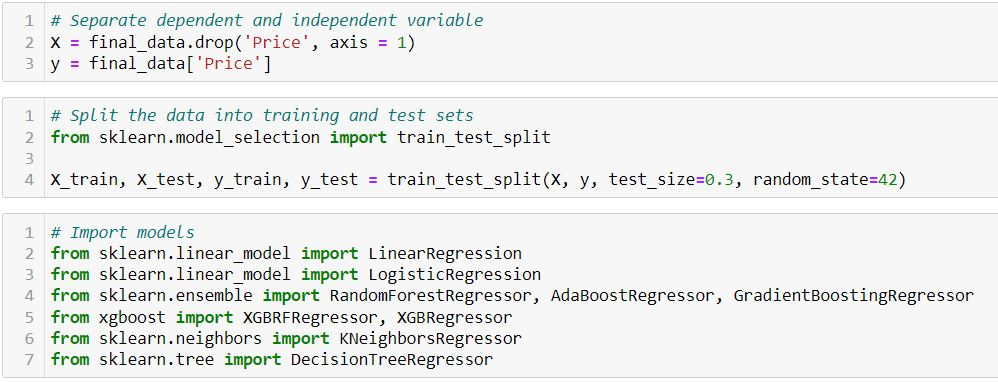 1 # Separate dependent and independent variable
2 X = final_data.drop('Price', axis = 1)
3 y = final_data['Price']
1 # Split the data into training and test sets
2 from sklearn.model_selection import train_test_split
3
4 X_train, X_test, y_train, y_test = train_test_split(X, y, test_size=0.3, random_state=42)
1 # Import models
2 from sklearn.linear_model import LinearRegression
3 from sklearn.linear_model import LogisticRegression
4 from sklearn.ensemble import RandomForestRegressor, AdaBoostRegressor, GradientBoostingRegressor
5 from xgboost import XGBRFRegressor, XGBRegressor
6 from sklearn.neighbors import KNeighborsRegressor
7 from sklearn.tree import DecisionTreeRegressor